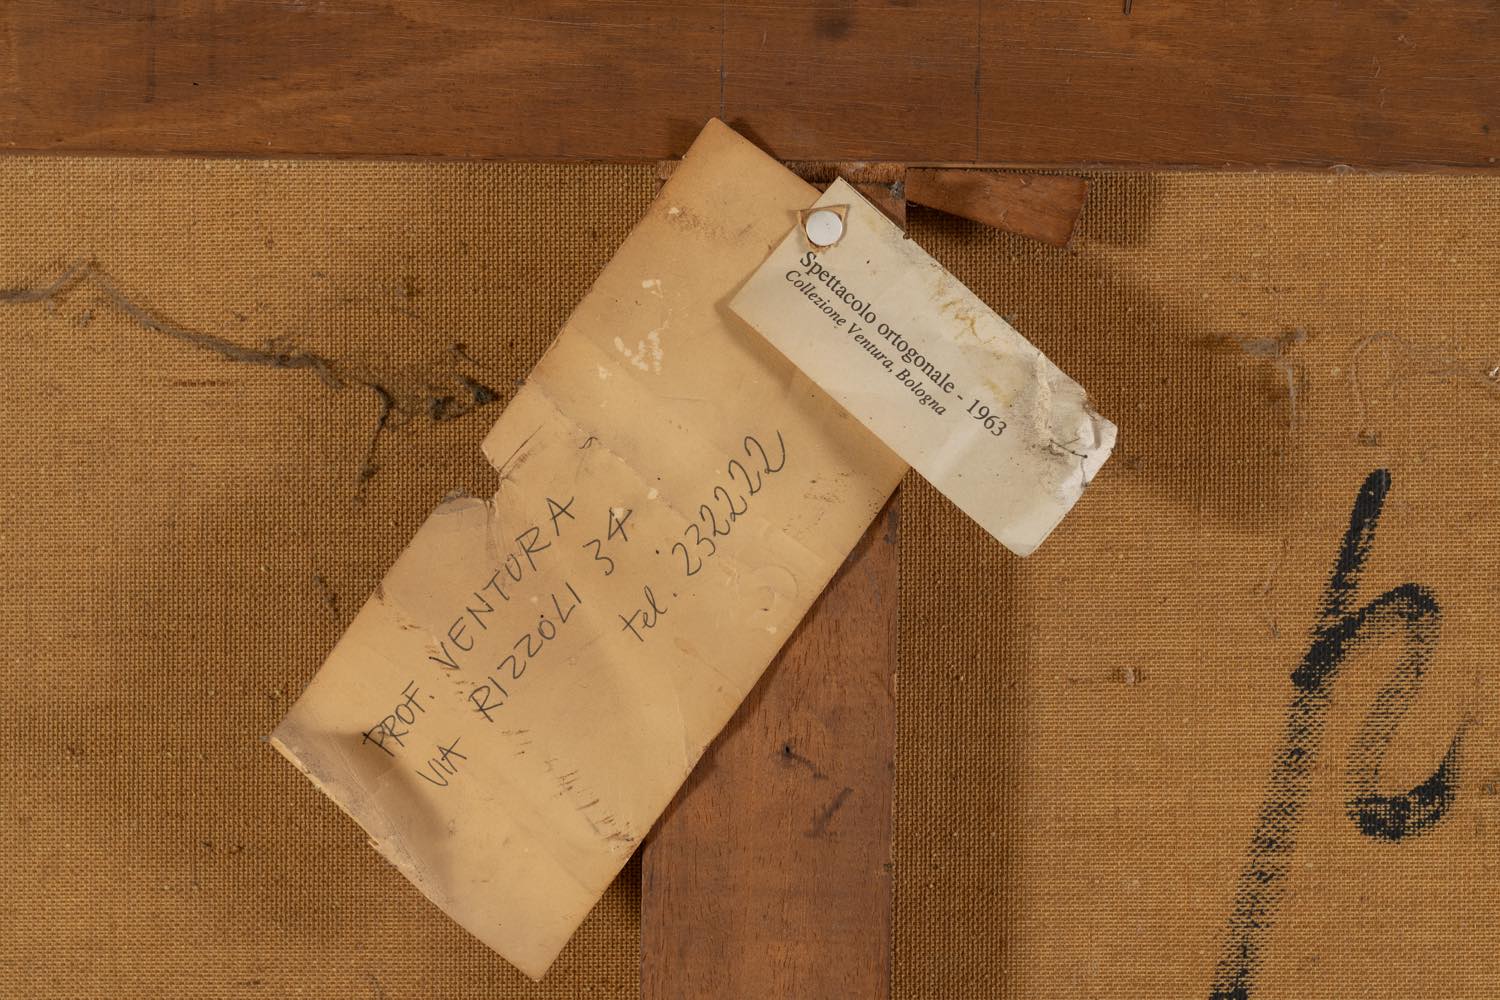 Spettacolo ortogonale - 1963
Collezione Ventura, Bologna
PROF. VENTURA
VIA RIZZOLI 34
tel. 232222